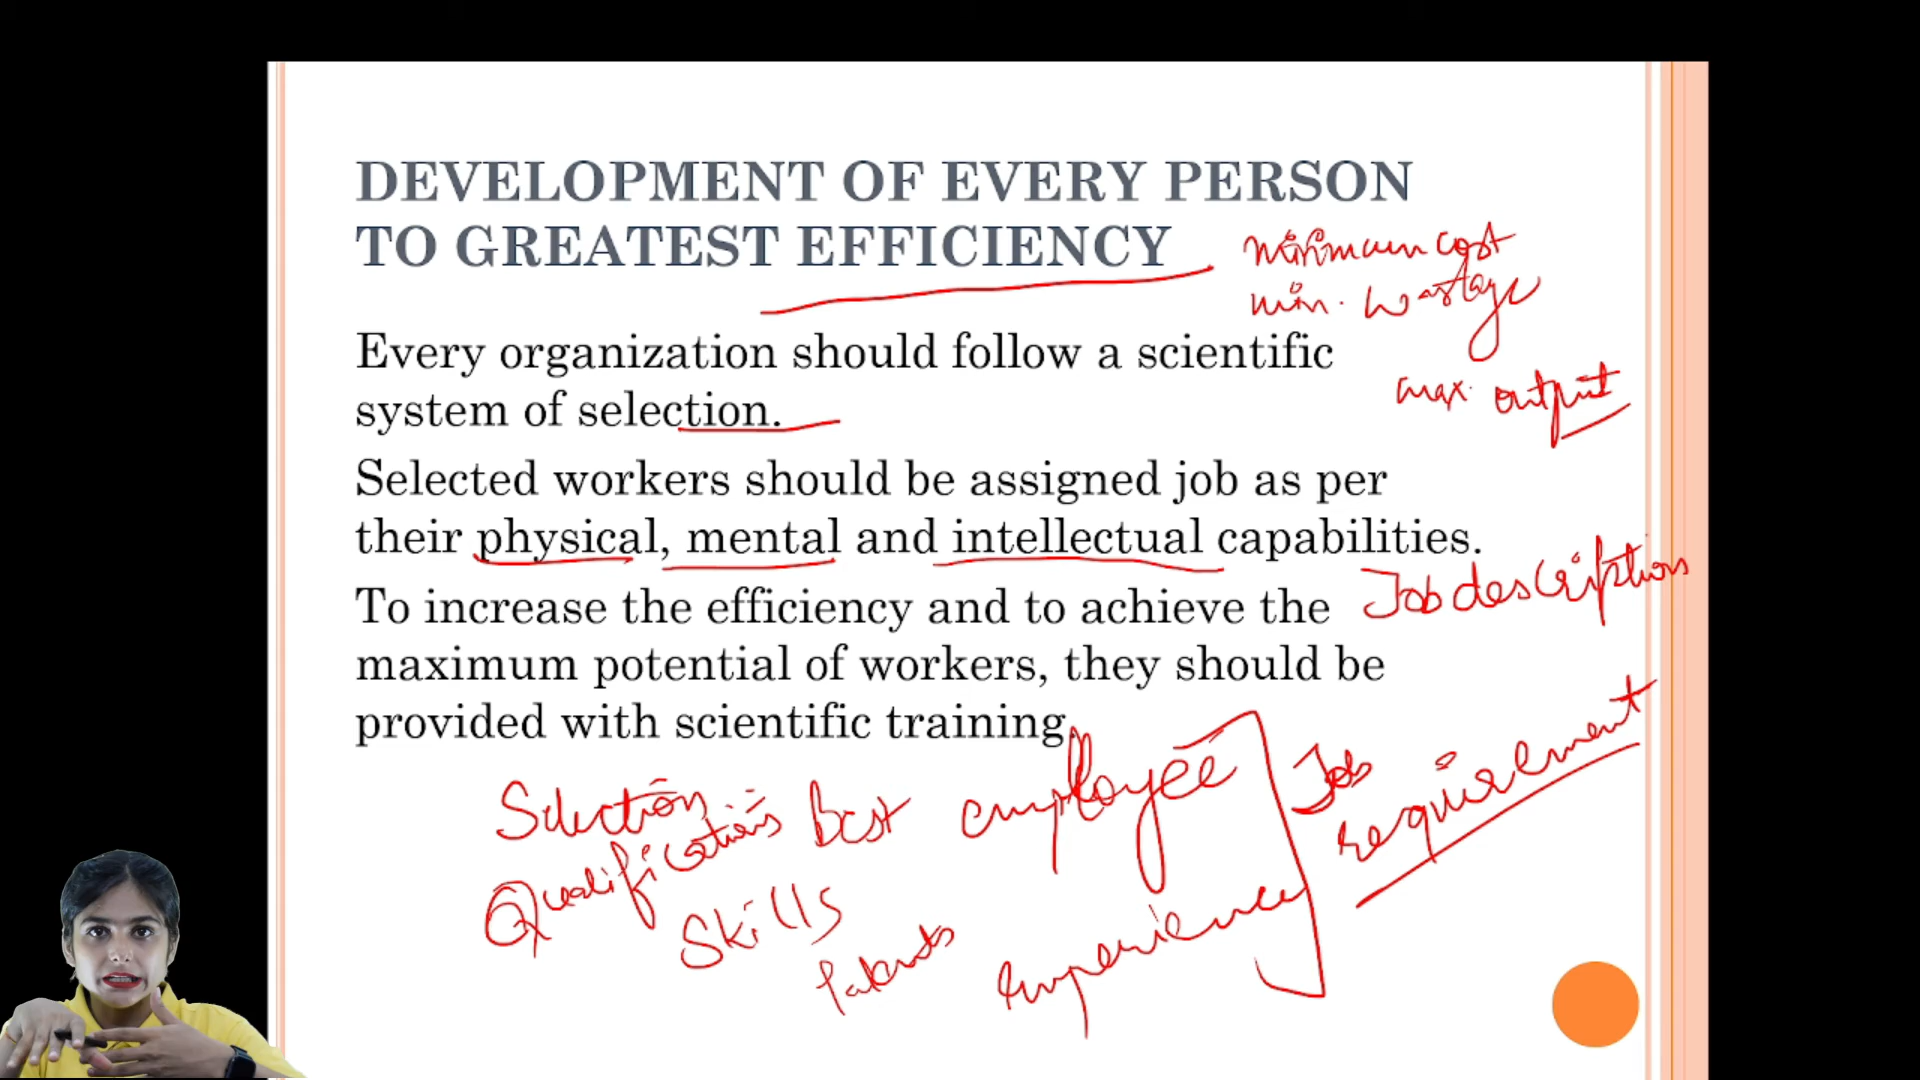 DEVELOPMENT OF EVERY PERSON
TO GREATEST EFFICIENCY
minimum cost
min. wastage
Every organization should follow a scientific
system of selection.
max. output
Selected workers should be assigned job as per
their physical, mental and intellectual capabilities.
Job description
To increase the efficiency and to achieve the
maximum potential of workers, they should be
provided with scientific training.
Selection Best employee
Job
requirement
Qualifications
Skills
talents
experience